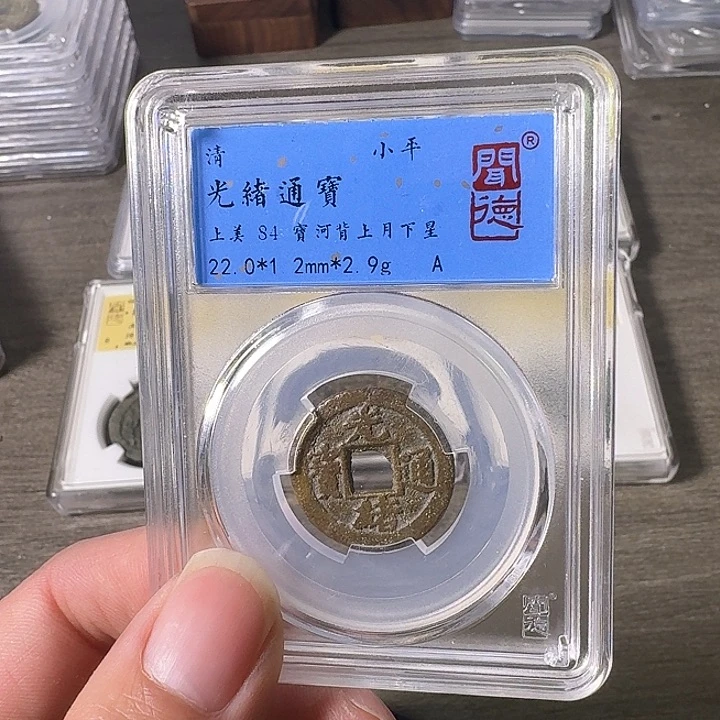 清 小平
光緒通寶
上美 S4 寶河背上月下星
22.0*1 2mm*2.9g A
聞德®
光緒通寶